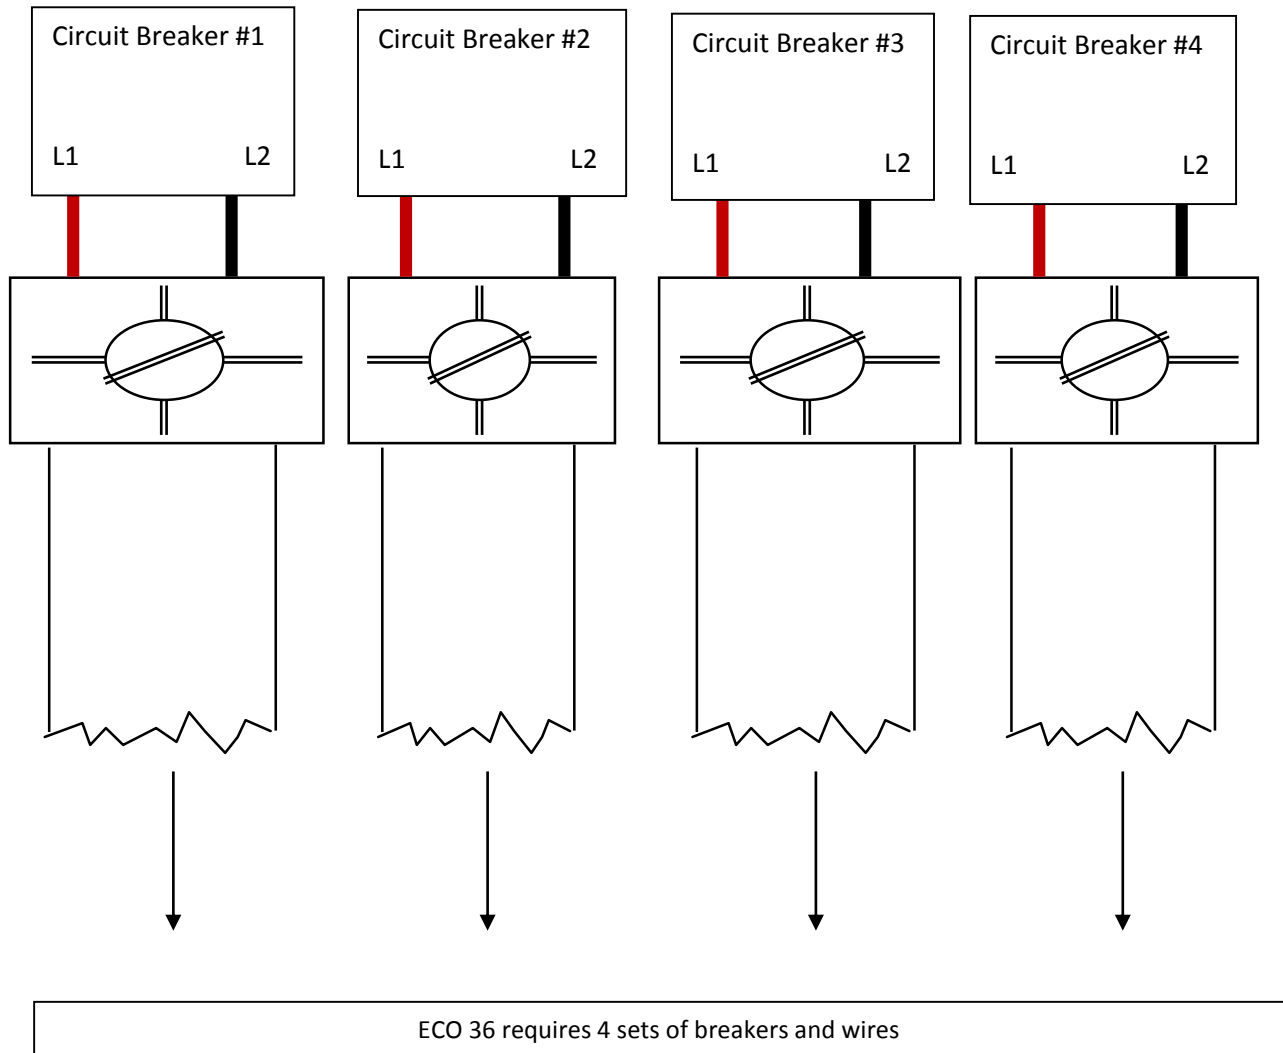 Circuit Breaker #1
L1 L2
Circuit Breaker #2
L1 L2
Circuit Breaker #3
L1 L2
Circuit Breaker #4
L1 L2
ECO 36 requires 4 sets of breakers and wires